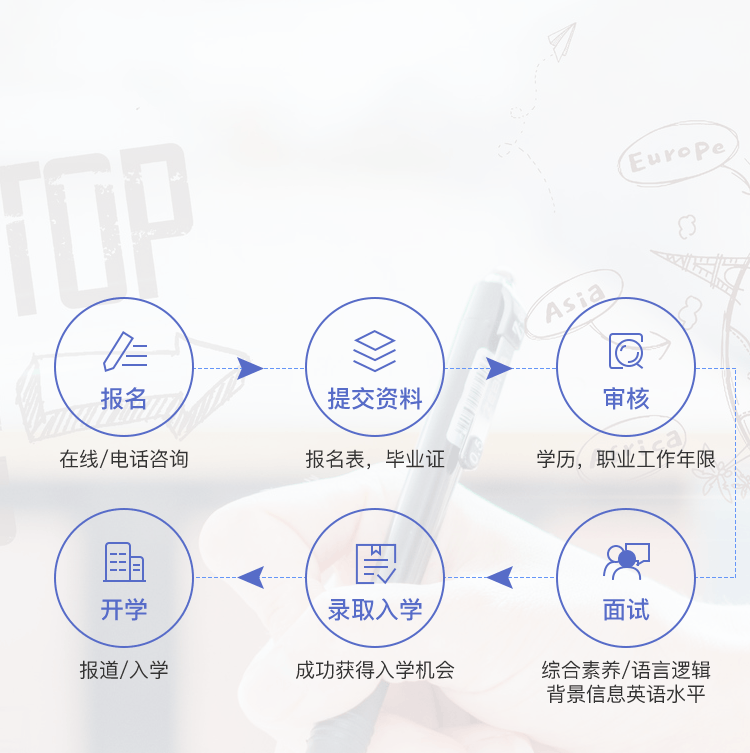 Europe
TOP
Asia
报名
提交资料
审核
Africa
在线/电话咨询
报名表，毕业证
学历，职业工作年限
开学
录取入学
面试
报道/入学
成功获得入学机会
综合素养/语言逻辑
背景信息英语水平